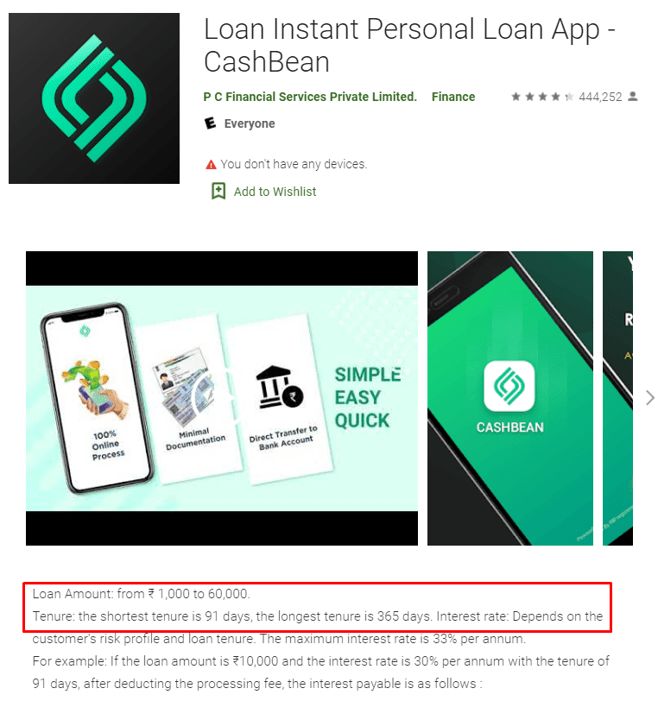 Loan Instant Personal Loan App -
CashBean
P C Financial Services Private Limited. Finance 444,252
E Everyone
You don't have any devices.
Add to Wishlist
100%
Online
Process
Minimal
Documentation
₹
Direct Transfer to
Bank Account
SIMPLE
EASY
QUICK
CASHBEAN
Loan Amount: from ₹ 1,000 to 60,000.
Tenure: the shortest tenure is 91 days, the longest tenure is 365 days. Interest rate: Depends on the
customer's risk profile and loan tenure. The maximum interest rate is 33% per annum.
For example: If the loan amount is ₹10,000 and the interest rate is 30% per annum with the tenure of
91 days, after deducting the processing fee, the interest payable is as follows :